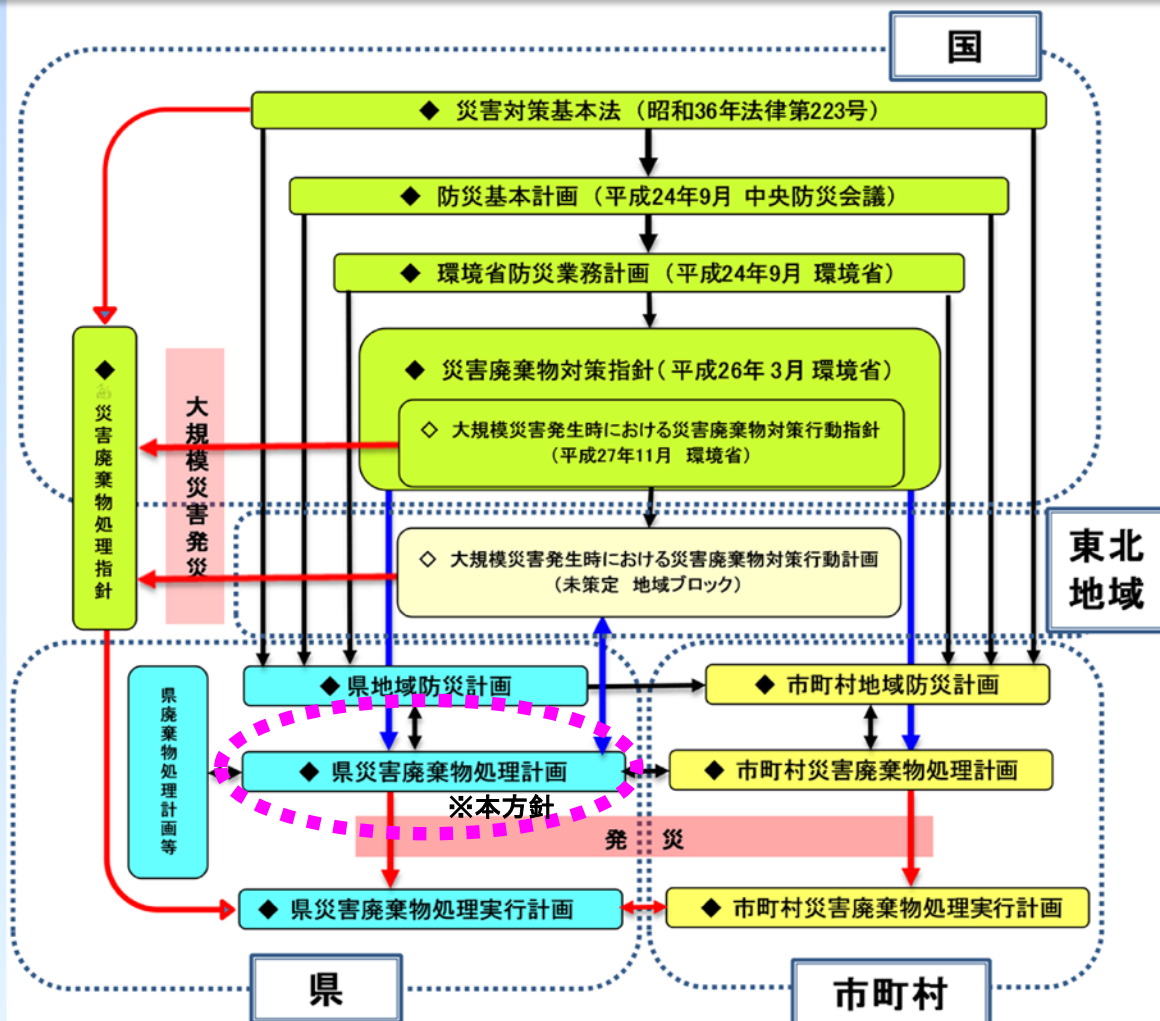 国
◆ 災害対策基本法（昭和36年法律第223号）
◆ 防災基本計画（平成24年9月 中央防災会議）
◆ 環境省防災業務計画（平成24年9月 環境省）
◆ 災害廃棄物対策指針（平成26年 3月 環境省）
◇ 大規模災害発生時における災害廃棄物対策行動指針
（平成27年11月 環境省）
◆ 災害廃棄物処理指針
大規模災害発災
東北
地域
◇ 大規模災害発生時における災害廃棄物対策行動計画
（未策定 地域ブロック）
◆ 県地域防災計画
◆ 市町村地域防災計画
県廃棄物処理計画等
◆ 県災害廃棄物処理計画
※本方針
◆ 市町村災害廃棄物処理計画
発 災
◆ 県災害廃棄物処理実行計画
◆ 市町村災害廃棄物処理実行計画
県
市町村